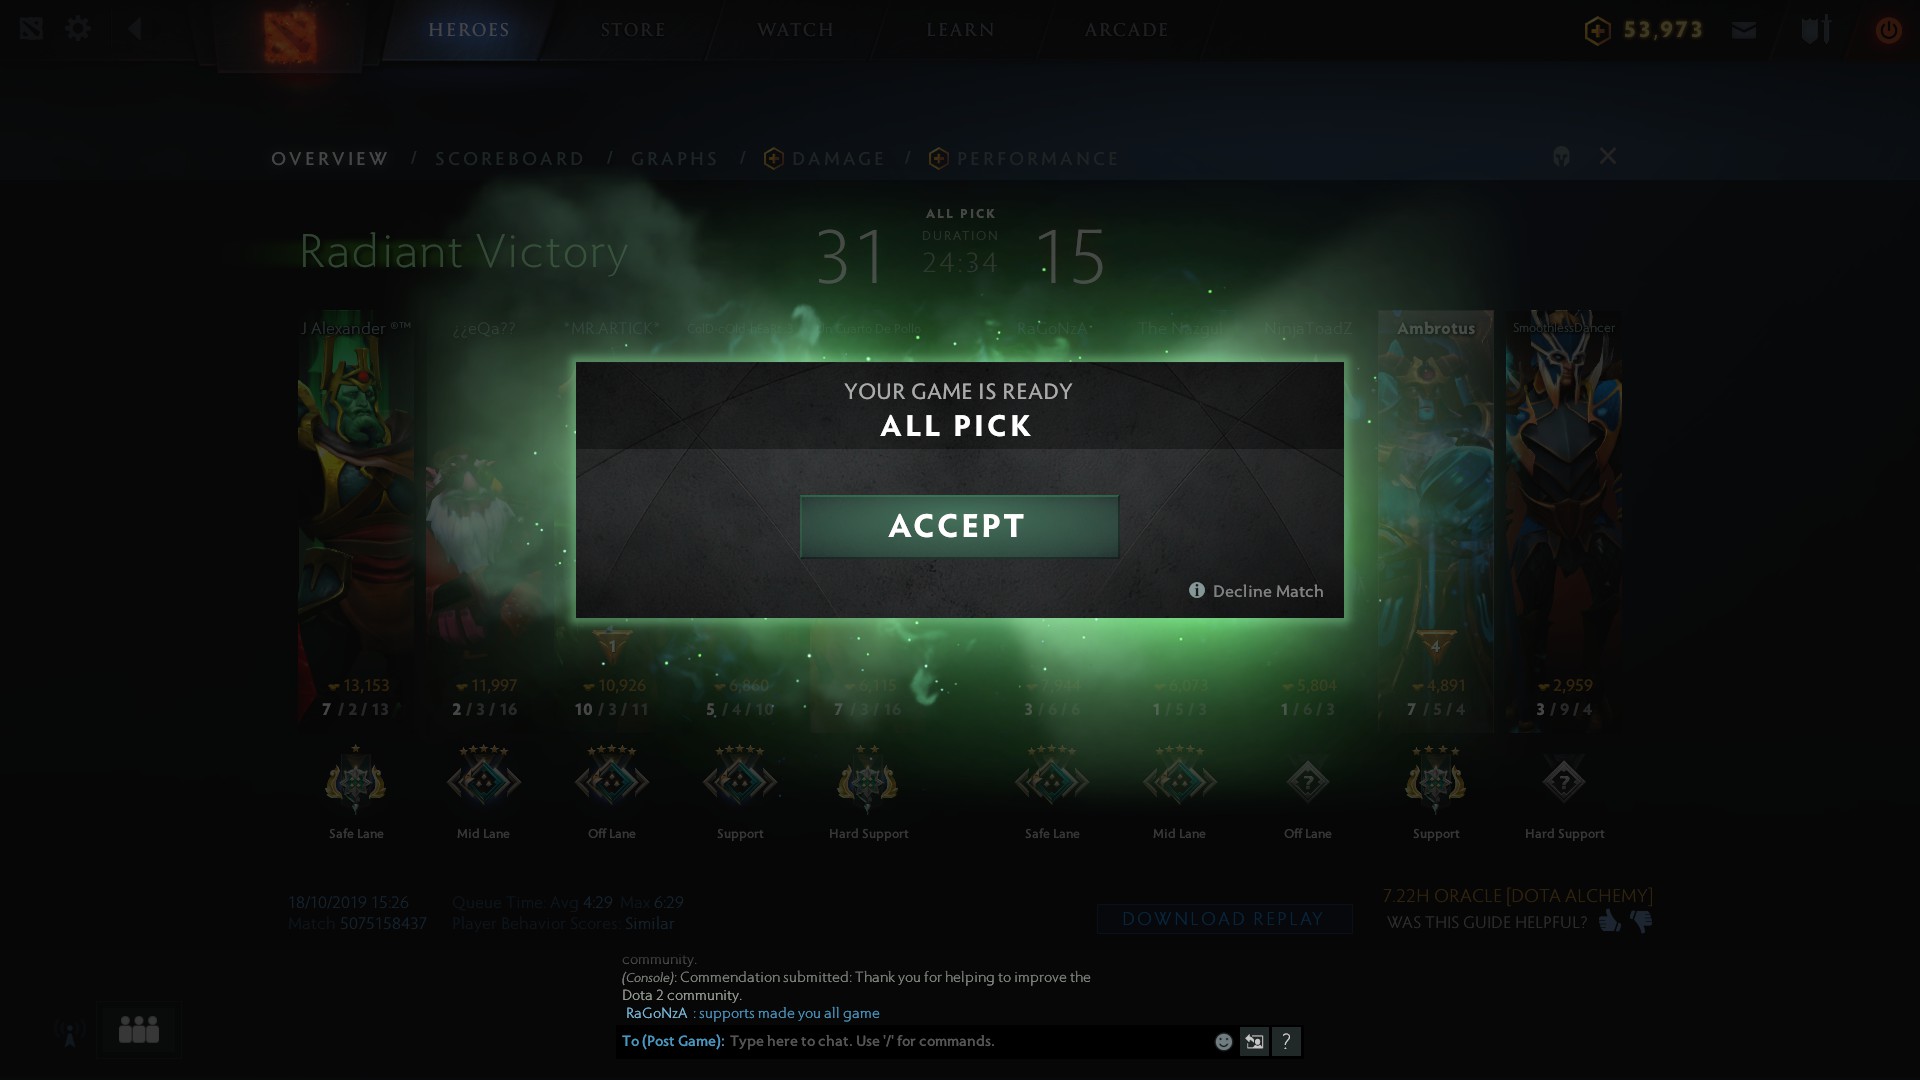 HEROES STORE WATCH LEARN ARCADE 53,973
OVERVIEW / SCOREBOARD / GRAPHS / DAMAGE / PERFORMANCE
ALL PICK
Radiant Victory 31 DURATION 15
24:34
J Alexander ®™ ¿¿eQa?? *MR.ARTICK* RaGoNzA NinjaToadZ Ambrotus SmoothlessDancer
YOUR GAME IS READY
ALL PICK
ACCEPT
Decline Match
1 4
13,153 11,997 10,926 6,860 6,115 7,944 6,073 5,804 4,891 2,959
7 / 2 / 13 2 / 3 / 16 10 / 3 / 11 5 / 4 / 10 7 / 3 / 16 3 / 6 / 6 1 / 5 / 3 1 / 6 / 3 7 / 5 / 4 3 / 9 / 4
? ?
Safe Lane Mid Lane Off Lane Support Hard Support Safe Lane Mid Lane Off Lane Support Hard Support
18/10/2019 15:26 Queue Time: Avg 4:29 Max 6:29
Match 5075158437 Player Behavior Scores: Similar
DOWNLOAD REPLAY
7.22H ORACLE [DOTA ALCHEMY]
WAS THIS GUIDE HELPFUL?
community.
(Console): Commendation submitted: Thank you for helping to improve the
Dota 2 community.
RaGoNzA : supports made you all game
To (Post Game): Type here to chat. Use '/' for commands. ?